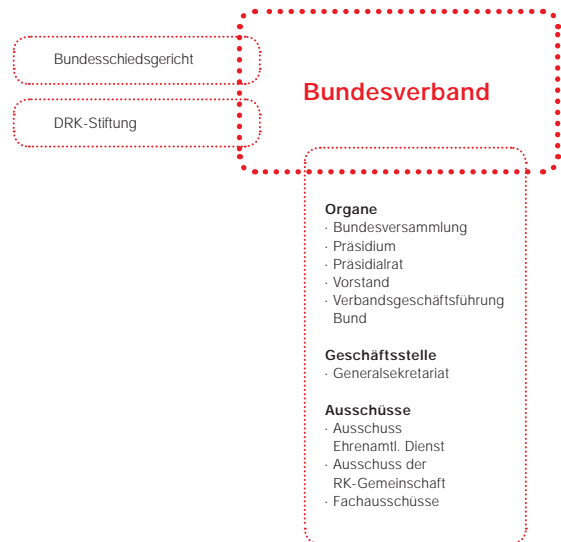 Bundesschiedsgericht
DRK-Stiftung
Bundesverband
Organe
· Bundesversammlung
· Präsidium
· Präsidialrat
· Vorstand
· Verbandsgeschäftsführung
Bund
Geschäftsstelle
· Generalsekretariat
Ausschüsse
· Ausschuss
Ehrenamtl. Dienst
· Ausschuss der
RK-Gemeinschaft
· Fachausschüsse